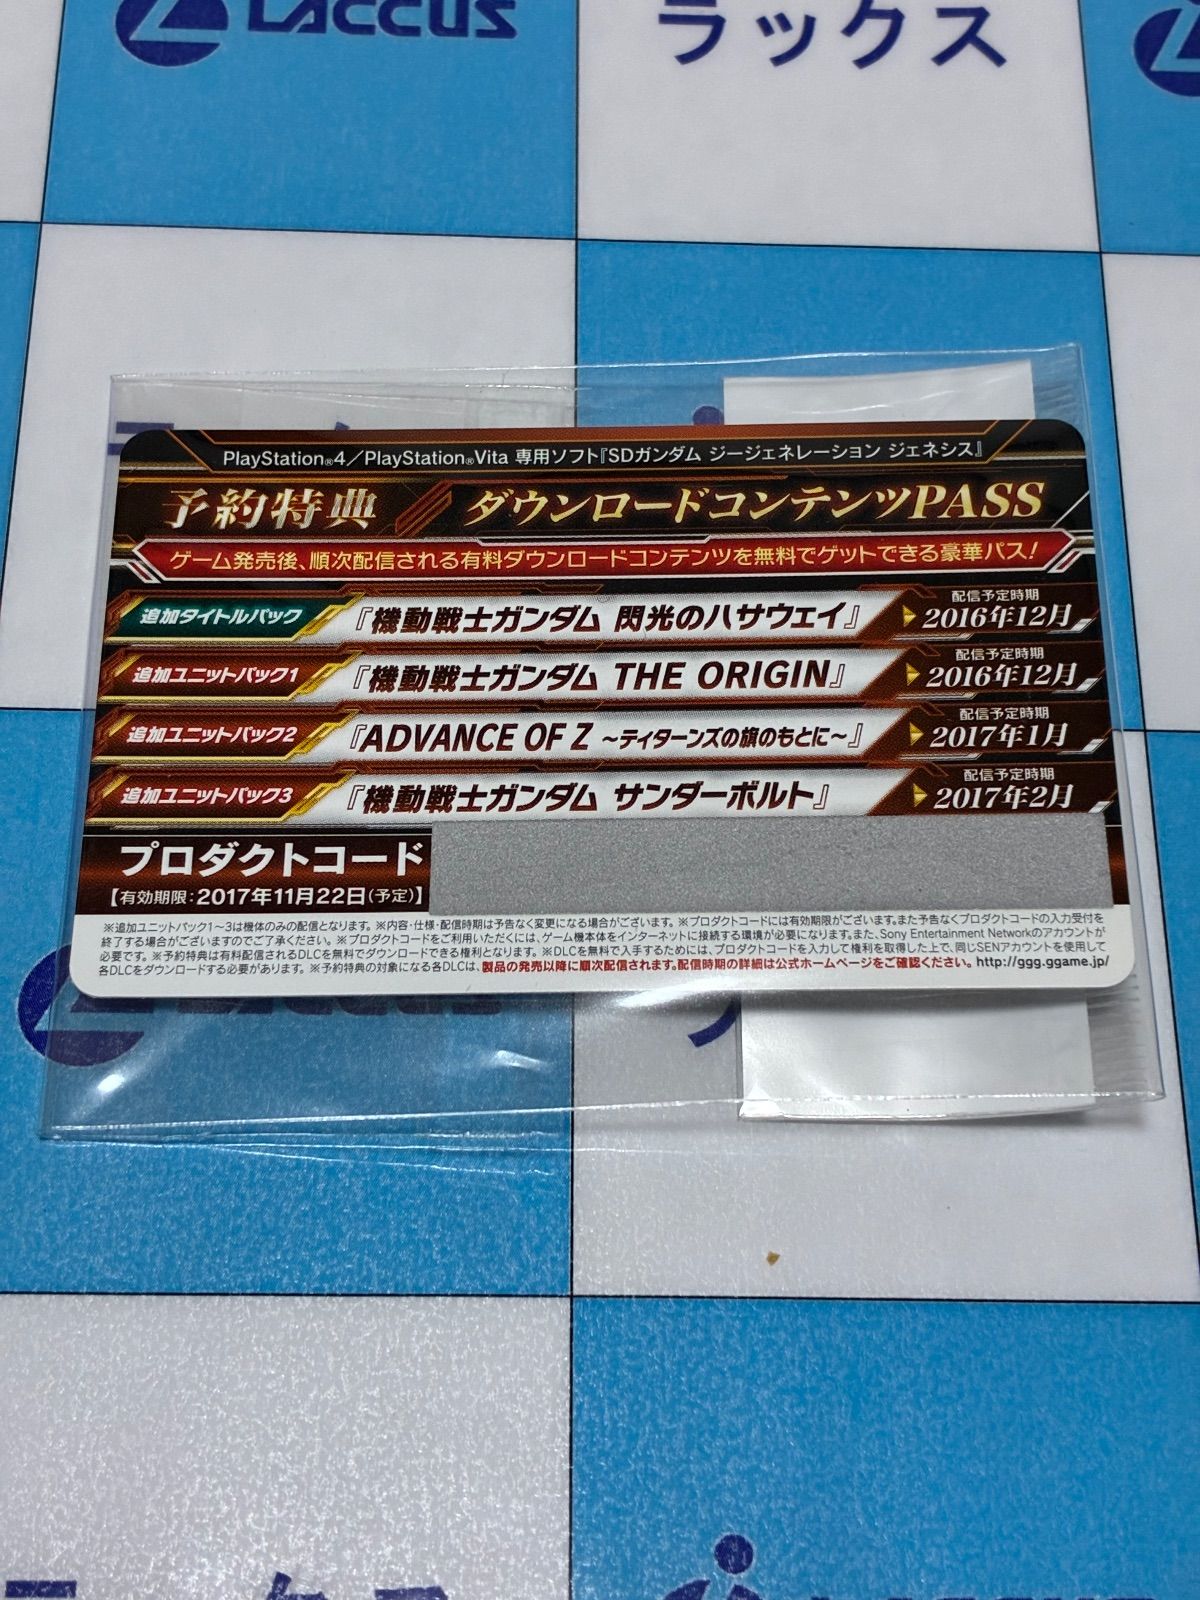 LACCUS
ラックス
PlayStation®4／PlayStation®Vita 専用ソフト『SDガンダム ジージェネレーション ジェネシス』
予約特典 ダウンロードコンテンツPASS
ゲーム発売後、順次配信される有料ダウンロードコンテンツを無料でゲットできる豪華パス！
追加タイトルパック 『機動戦士ガンダム 閃光のハサウェイ』 配信予定時期 2016年12月
追加ユニットパック1 『機動戦士ガンダム THE ORIGIN』 配信予定時期 2016年12月
追加ユニットパック2 『ADVANCE OF Z ～ティターンズの旗のもとに～』 配信予定時期 2017年1月
追加ユニットパック3 『機動戦士ガンダム サンダーボルト』 配信予定時期 2017年2月
プロダクトコード
【有効期限：2017年11月22日(予定)】
※追加ユニットパック1～3は機体のみの配信となります。※内容・仕様・配信時期は予告なく変更になる場合がございます。※プロダクトコードには有効期限がございます。また予告なくプロダクトコードの入力受付を
終了する場合がございますのでご了承ください。※プロダクトコードをご利用いただくには、ゲーム機本体をインターネットに接続する環境が必要になります。また、Sony Entertainment Networkのアカウントが
必要です。※予約特典は有料配信されるDLCを無料でダウンロードできる権利となります。※DLCを無料で入手するためには、プロダクトコードを入力して権利を取得した上で、同じSENアカウントを使用して
各DLCをダウンロードする必要があります。※予約特典の対象になる各DLCは、製品の発売以降に順次配信されます。配信時期の詳細は公式ホームページをご確認ください。http://ggg.ggame.jp/